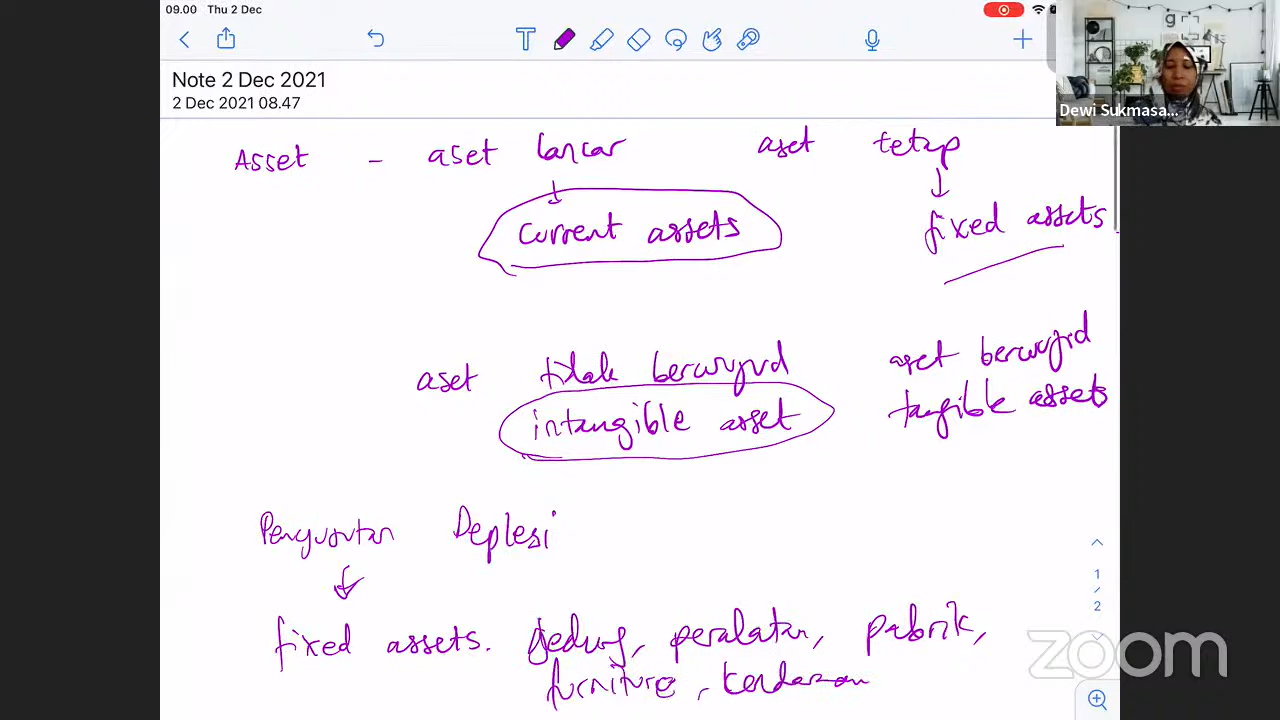 09.00 Thu 2 Dec
Note 2 Dec 2021
2 Dec 2021 08.47
Dewi Sukmasa...
Asset - aset lancar aset tetap
current assets fixed assets
aset tidak berwujud aset berwujud
intangible asset tangible assets
Penyusutan Deplesi
fixed assets. gedung, peralatan, pabrik,
furniture, kendaraan
1
/
2
zoom